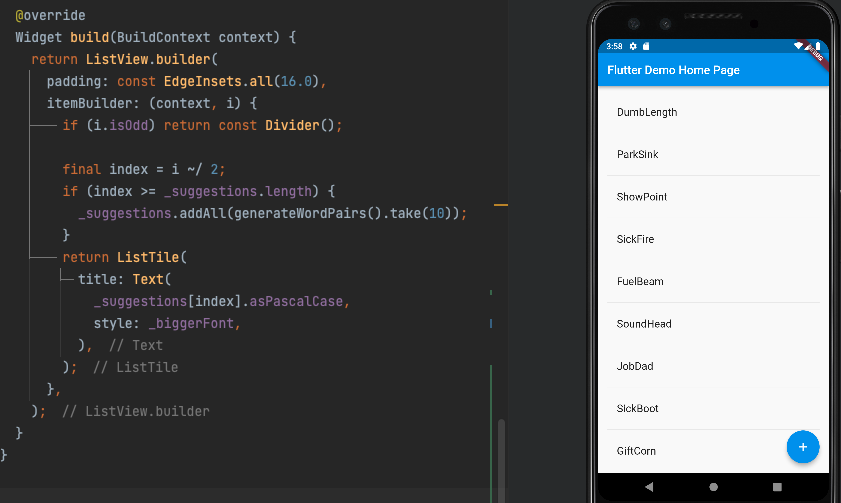 @override
Widget build(BuildContext context) {
return ListView.builder(
padding: const EdgeInsets.all(16.0),
itemBuilder: (context, i) {
if (i.isOdd) return const Divider();
final index = i ~/ 2;
if (index >= _suggestions.length) {
_suggestions.addAll(generateWordPairs().take(10));
}
return ListTile(
title: Text(
_suggestions[index].asPascalCase,
style: _biggerFont,
), // Text
); // ListTile
},
); // ListView.builder
}
}
3:58
DEBUG
Flutter Demo Home Page
DumbLength
ParkSink
ShowPoint
SickFire
FuelBeam
SoundHead
JobDad
SickBoot
GiftCorn
+